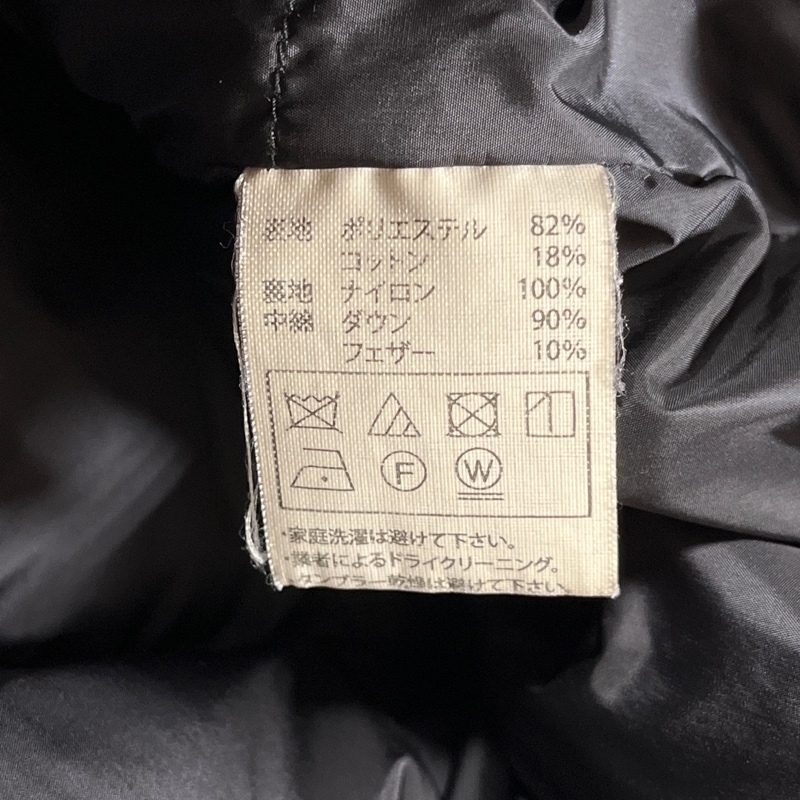 表地 ポリエステル 82%
コットン 18%
裏地 ナイロン 100%
中綿 ダウン 90%
フェザー 10%
F W
・家庭洗濯は避けて下さい。
・業者によるドライクリーニング。
タンブラー乾燥は避けて下さい。